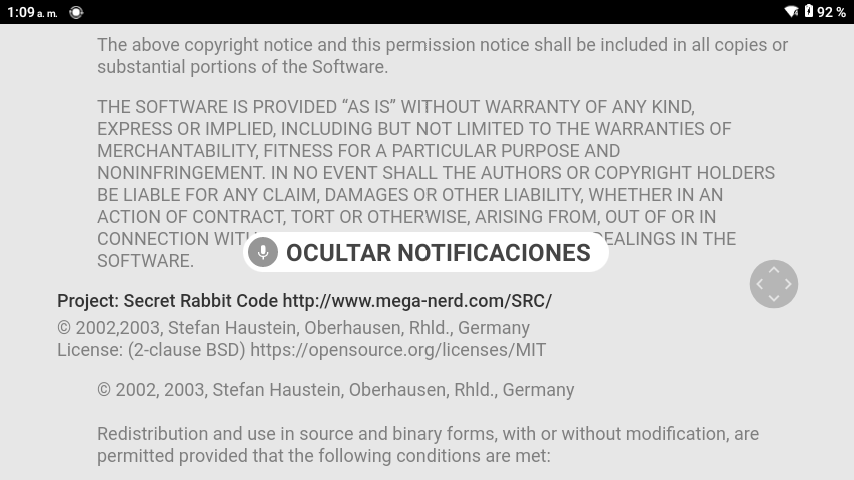 1:09 a. m. 92 %
The above copyright notice and this permission notice shall be included in all copies or
substantial portions of the Software.
THE SOFTWARE IS PROVIDED “AS IS” WITHOUT WARRANTY OF ANY KIND,
EXPRESS OR IMPLIED, INCLUDING BUT NOT LIMITED TO THE WARRANTIES OF
MERCHANTABILITY, FITNESS FOR A PARTICULAR PURPOSE AND
NONINFRINGEMENT. IN NO EVENT SHALL THE AUTHORS OR COPYRIGHT HOLDERS
BE LIABLE FOR ANY CLAIM, DAMAGES OR OTHER LIABILITY, WHETHER IN AN
ACTION OF CONTRACT, TORT OR OTHERWISE, ARISING FROM, OUT OF OR IN
CONNECTION IN THE
OCULTAR NOTIFICACIONES
SOFTWARE.
Project: Secret Rabbit Code http://www.mega-nerd.com/SRC/
© 2002,2003, Stefan Haustein, Oberhausen, Rhld., Germany
License: (2-clause BSD) https://opensource.org/licenses/MIT
© 2002, 2003, Stefan Haustein, Oberhausen, Rhld., Germany
Redistribution and use in source and binary forms, with or without modification, are
permitted provided that the following conditions are met: